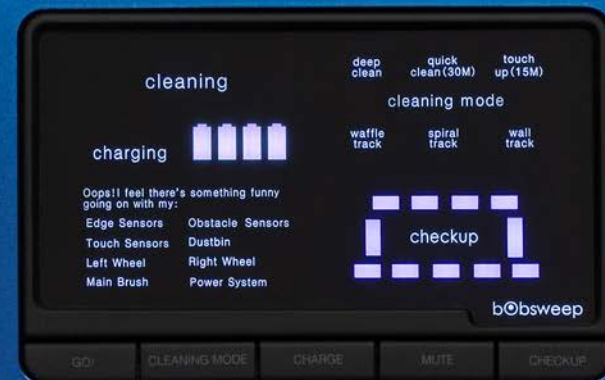 cleaning
charging
Oops!I feel there's something funny
going on with my:
Edge Sensors Obstacle Sensors
Touch Sensors Dustbin
Left Wheel Right Wheel
Main Brush Power System
deep clean quick clean(30M) touch up(15M)
cleaning mode
waffle track spiral track wall track
checkup
bobsweep
GO! CLEANING MODE CHARGE MUTE CHECKUP